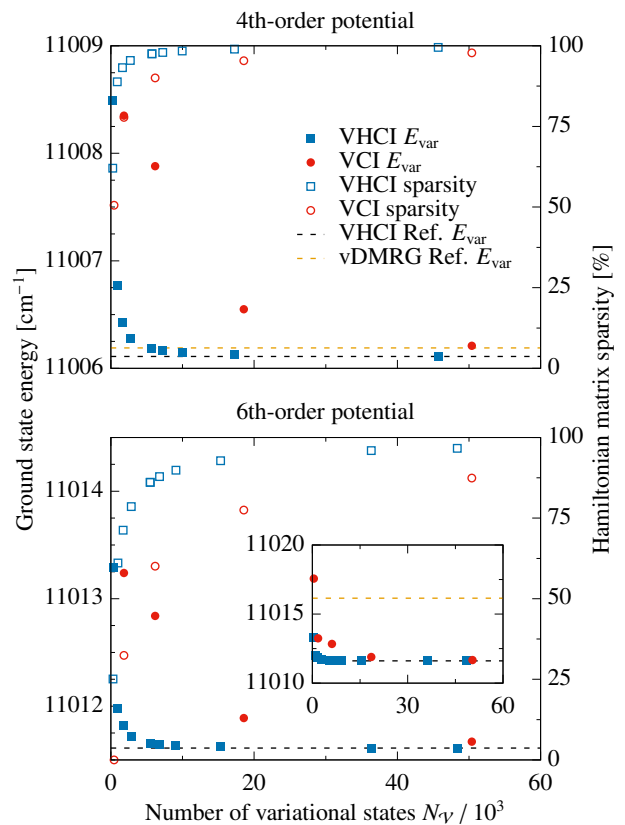 4th-order potential
11009
11008
11007
11006
100
75
50
25
0
VHCI E_var
VCI E_var
VHCI sparsity
VCI sparsity
VHCI Ref. E_var
vDMRG Ref. E_var
Ground state energy [cm⁻¹]
Hamiltonian matrix sparsity [%]
6th-order potential
11014
11013
11012
100
75
50
25
0
11020
11015
11010
0 30 60
0 20 40 60
Number of variational states N_𝒱 / 10³